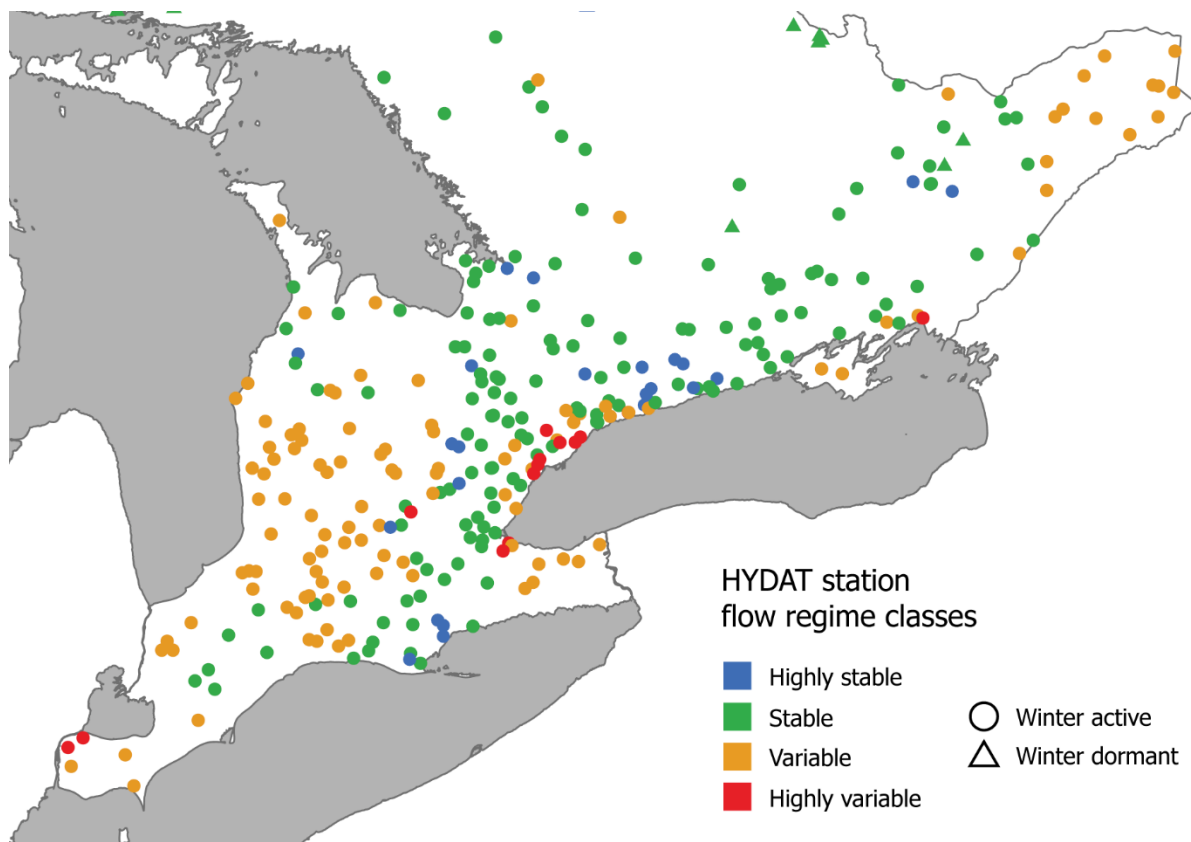 HYDAT station
flow regime classes
Highly stable
Stable
Variable
Highly variable
Winter active
Winter dormant